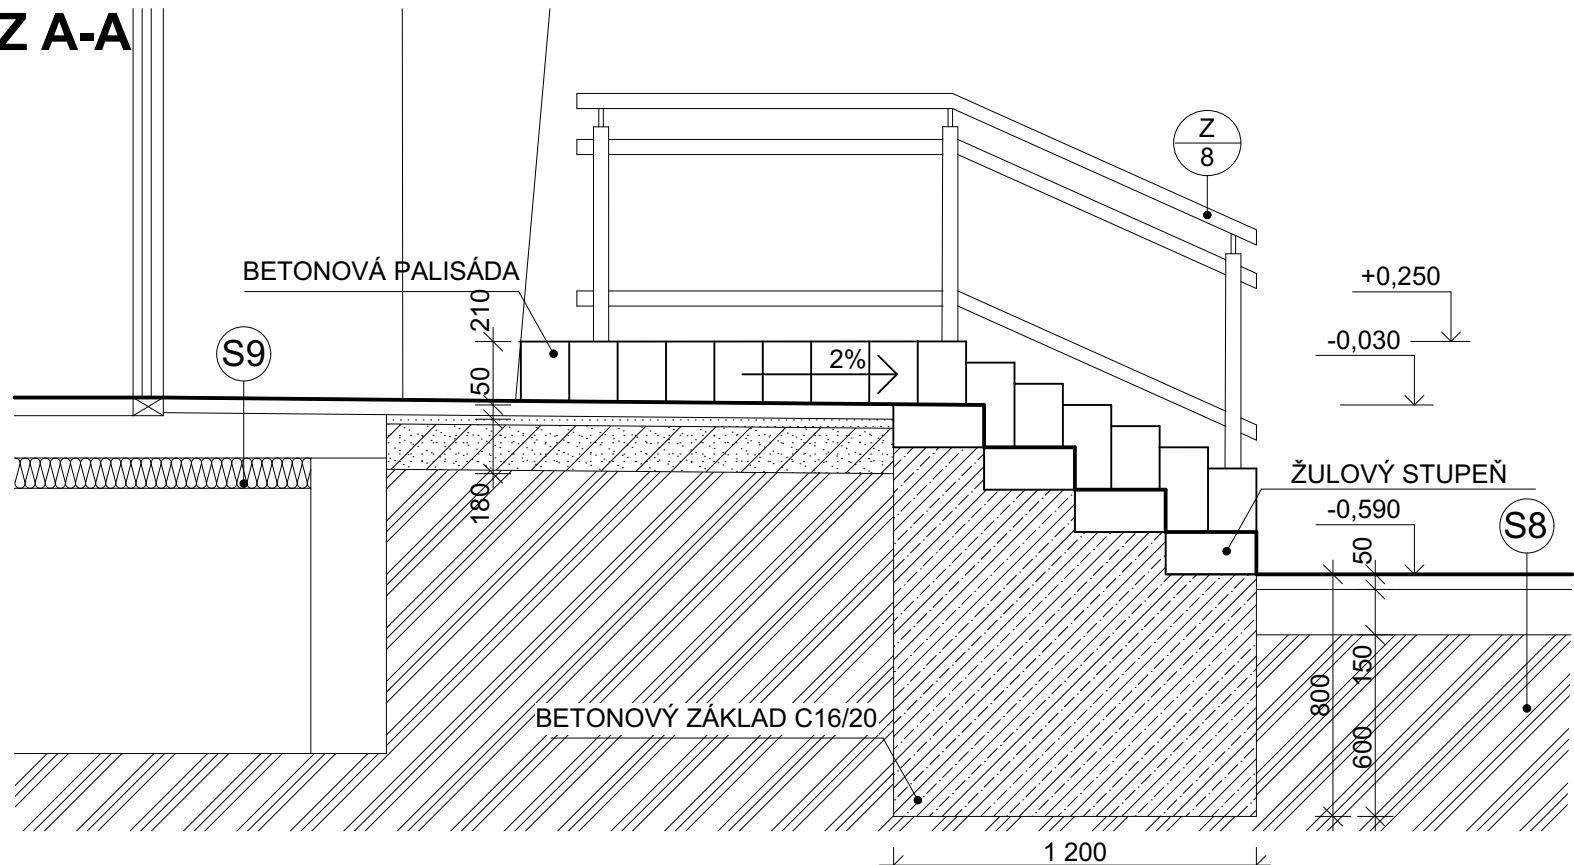 Z A-A
Z
8
BETONOVÁ PALISÁDA
210
+0,250
-0,030
S9
2%
50
180
ŽULOVÝ STUPEŇ
-0,590
S8
50
150
800
600
BETONOVÝ ZÁKLAD C16/20
1 200